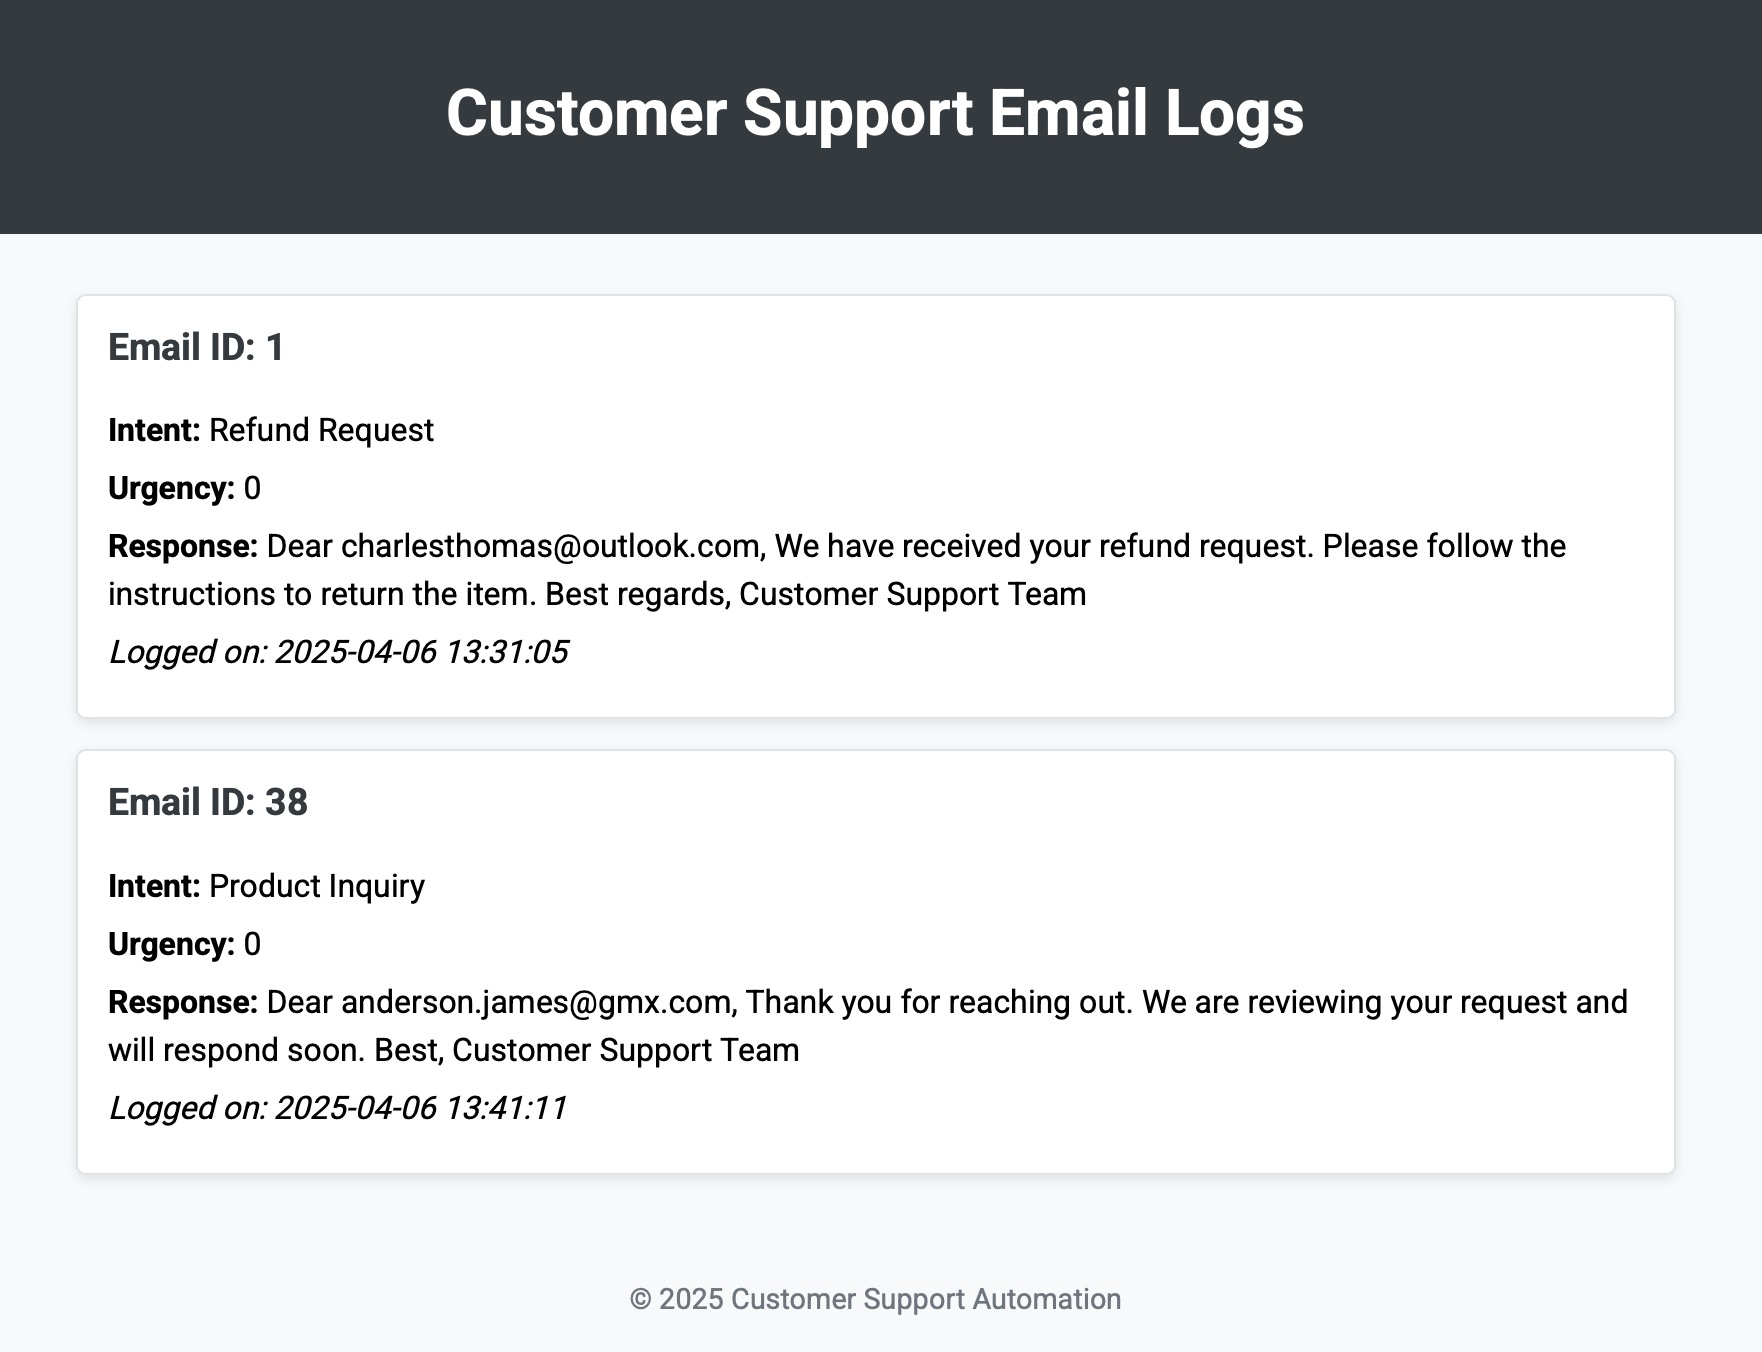 Customer Support Email Logs
Email ID: 1
Intent: Refund Request
Urgency: 0
Response: Dear charlesthomas@outlook.com, We have received your refund request. Please follow the
instructions to return the item. Best regards, Customer Support Team
Logged on: 2025-04-06 13:31:05
Email ID: 38
Intent: Product Inquiry
Urgency: 0
Response: Dear anderson.james@gmx.com, Thank you for reaching out. We are reviewing your request and
will respond soon. Best, Customer Support Team
Logged on: 2025-04-06 13:41:11
© 2025 Customer Support Automation